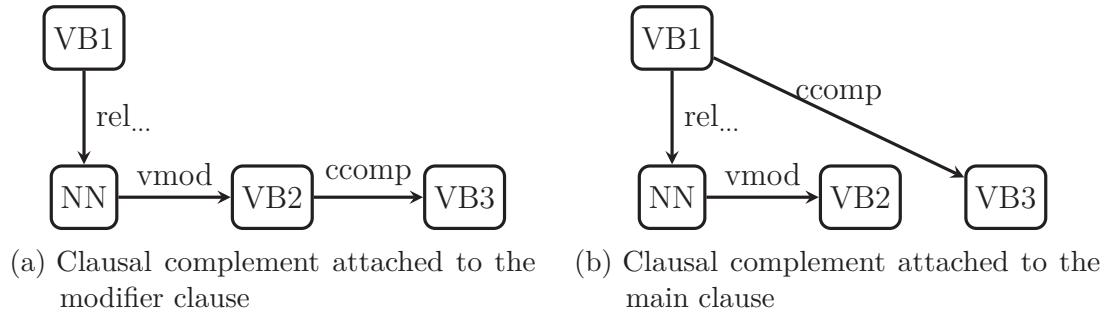 VB1
rel...
NN
vmod
VB2
ccomp
VB3
(a) Clausal complement attached to the
modifier clause
VB1
ccomp
rel...
NN
vmod
VB2
VB3
(b) Clausal complement attached to the
main clause